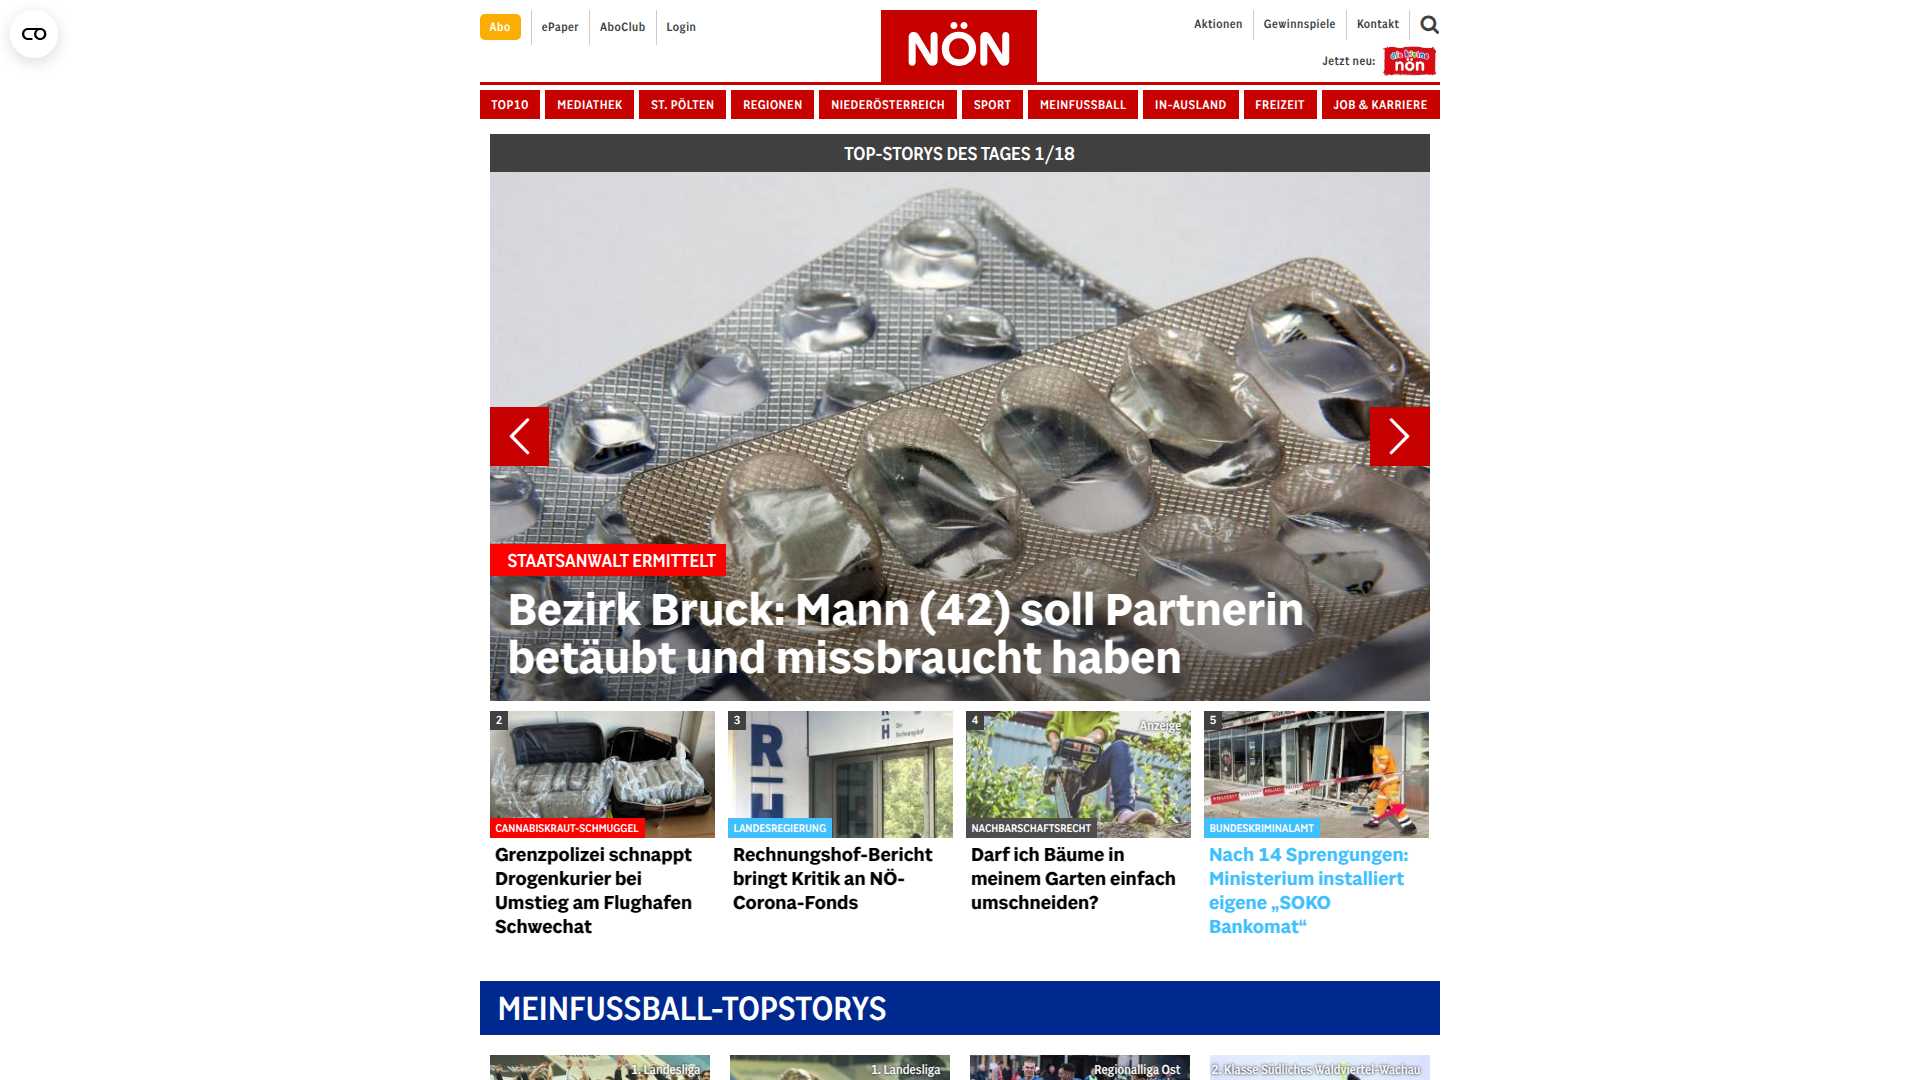 Abo
ePaper
AboClub
Login
NÖN
Aktionen
Gewinnspiele
Kontakt
Jetzt neu:
die kleine
nön
TOP10
MEDIATHEK
ST. PÖLTEN
REGIONEN
NIEDERÖSTERREICH
SPORT
MEINFUSSBALL
IN-AUSLAND
FREIZEIT
JOB & KARRIERE
TOP-STORYS DES TAGES 1/18
STAATSANWALT ERMITTELT
Bezirk Bruck: Mann (42) soll Partnerin
betäubt und missbraucht haben
2
CANNABISKRAUT-SCHMUGGEL
Grenzpolizei schnappt
Drogenkurier bei
Umstieg am Flughafen
Schwechat
3
R
H
LANDESREGIERUNG
Rechnungshof-Bericht
bringt Kritik an NÖ-
Corona-Fonds
4
Anzeige
NACHBARSCHAFTSRECHT
Darf ich Bäume in
meinem Garten einfach
umschneiden?
5
BUNDESKRIMINALAMT
Nach 14 Sprengungen:
Ministerium installiert
eigene „SOKO
Bankomat“
MEINFUSSBALL-TOPSTORYS
1. Landesliga
1. Landesliga
Regionalliga Ost
2. Klasse Südliches Waldviertel-Wachau